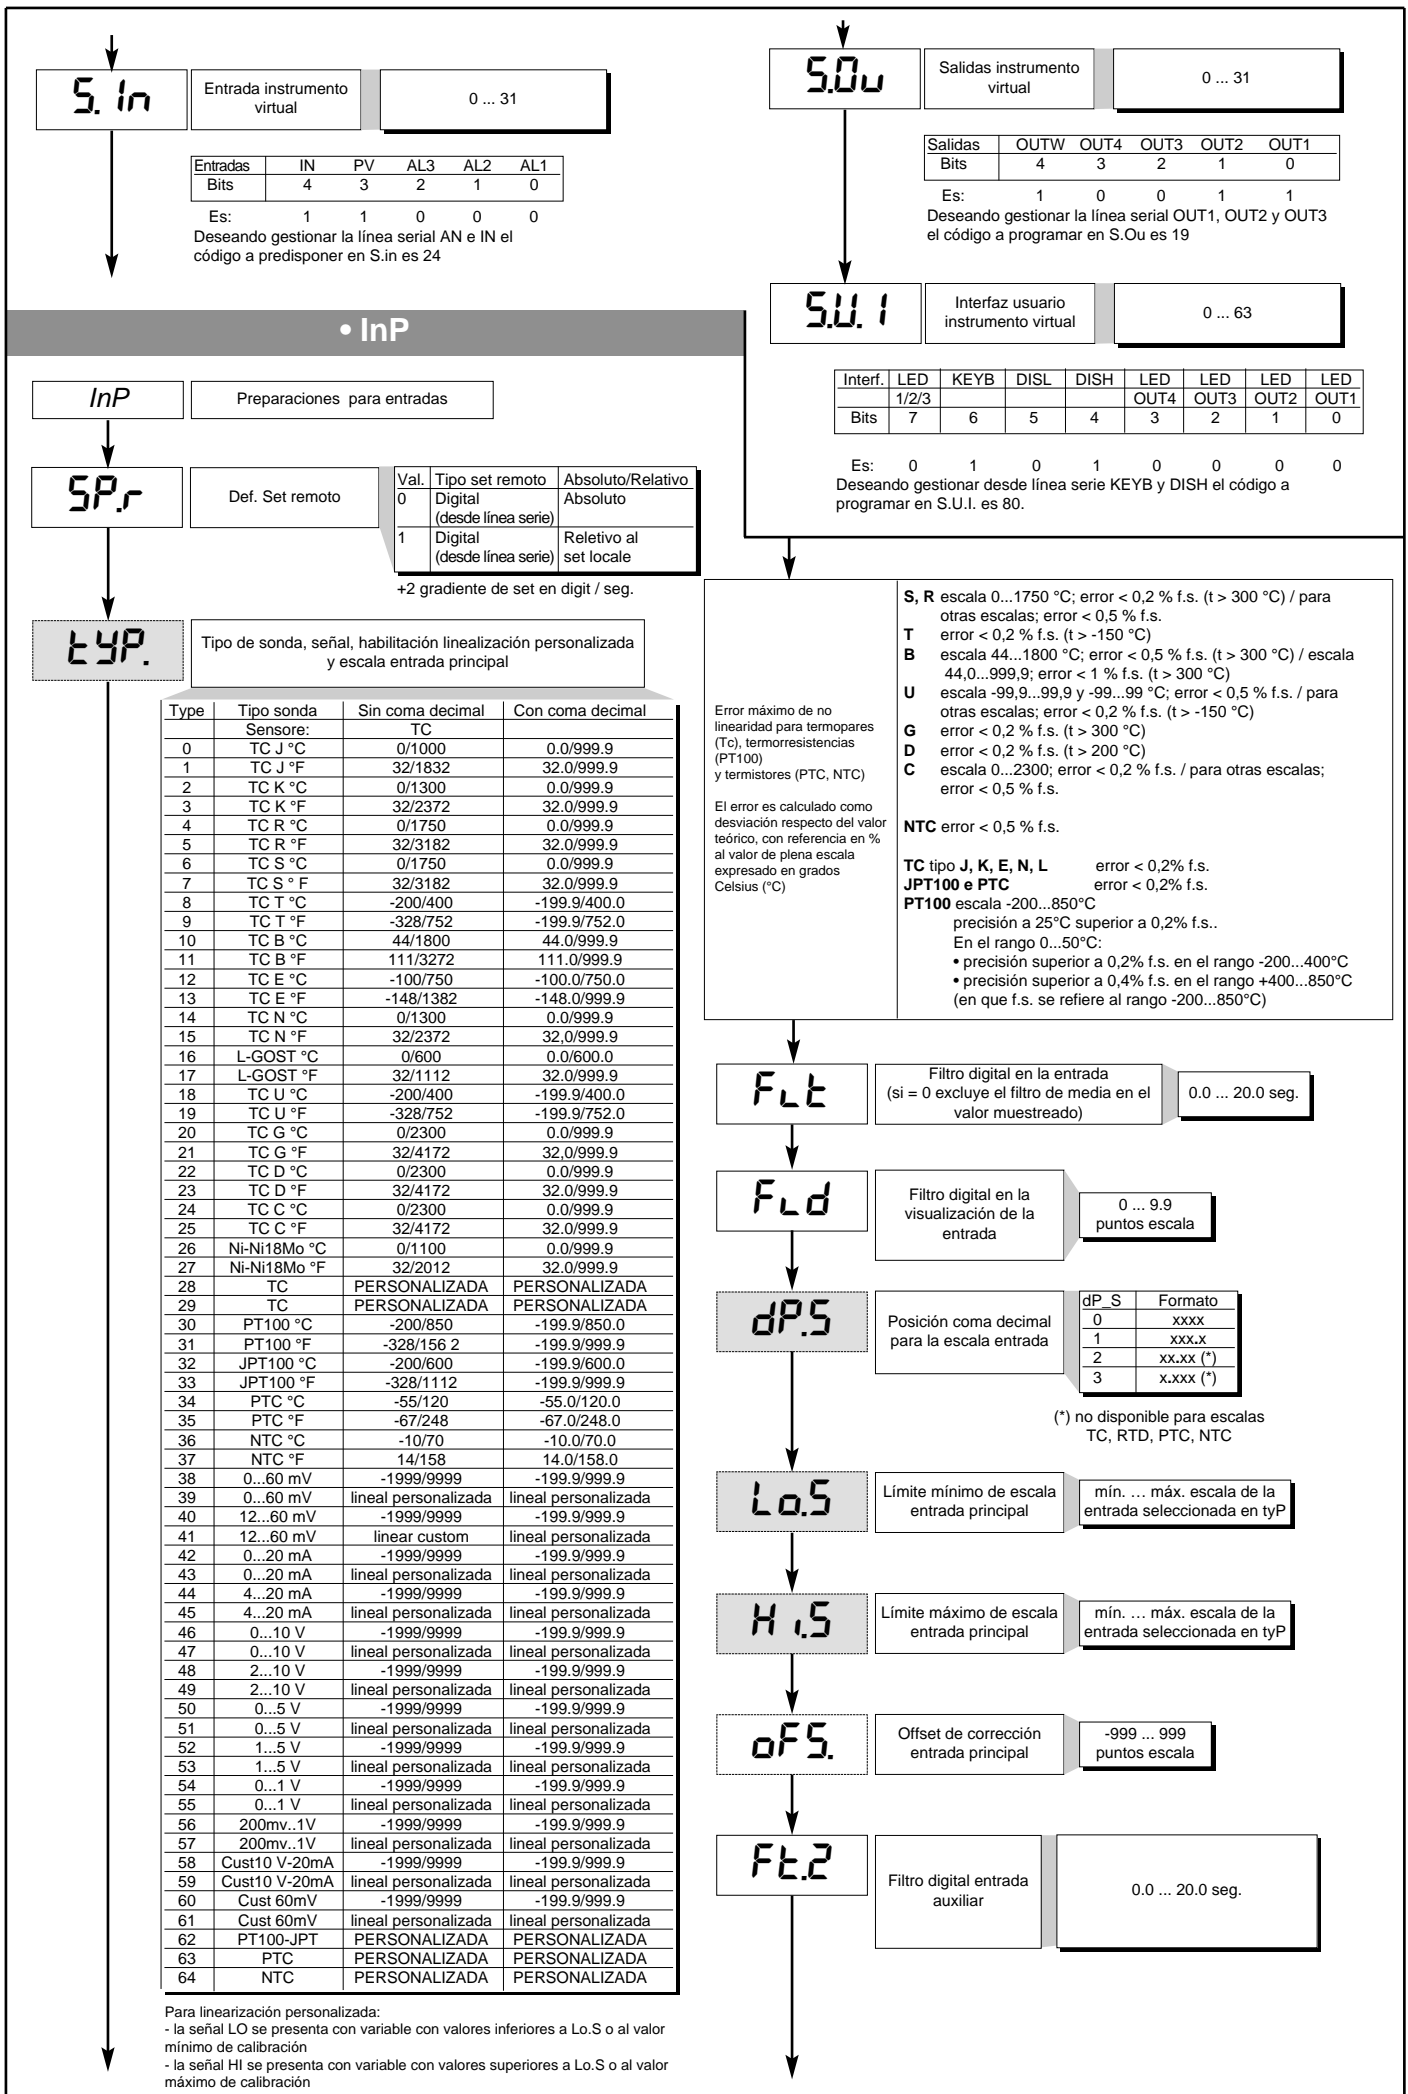 S. In
Entrada instrumento
virtual
0 ... 31
Entradas IN PV AL3 AL2 AL1
Bits 4 3 2 1 0
Es: 1 1 0 0 0
Deseando gestionar la línea serial AN e IN el
código a predisponer en S.in es 24
S.Ou
Salidas instrumento
virtual
0 ... 31
Salidas OUTW OUT4 OUT3 OUT2 OUT1
Bits 4 3 2 1 0
Es: 1 0 0 1 1
Deseando gestionar la línea serial OUT1, OUT2 y OUT3
el código a programar en S.Ou es 19
S.U. I
Interfaz usuario
instrumento virtual
0 ... 63
Interf. LED KEYB DISL DISH LED LED LED LED
1/2/3 OUT4 OUT3 OUT2 OUT1
Bits 7 6 5 4 3 2 1 0
Es: 0 1 0 1 0 0 0 0
Deseando gestionar desde línea serie KEYB y DISH el código a
programar en S.U.I. es 80.
• InP
InP
Preparaciones para entradas
SP.r
Def. Set remoto
Val. Tipo set remoto Absoluto/Relativo
0 Digital Absoluto
(desde línea serie)
1 Digital Reletivo al
(desde línea serie) set locale
+2 gradiente de set en digit / seg.
tYP.
Tipo de sonda, señal, habilitación linealización personalizada
y escala entrada principal
Type Tipo sonda Sin coma decimal Con coma decimal
Sensore: TC
0 TC J °C 0/1000 0.0/999.9
1 TC J °F 32/1832 32.0/999.9
2 TC K °C 0/1300 0.0/999.9
3 TC K °F 32/2372 32.0/999.9
4 TC R °C 0/1750 0.0/999.9
5 TC R °F 32/3182 32.0/999.9
6 TC S °C 0/1750 0.0/999.9
7 TC S ° F 32/3182 32.0/999.9
8 TC T °C -200/400 -199.9/400.0
9 TC T °F -328/752 -199.9/752.0
10 TC B °C 44/1800 44.0/999.9
11 TC B °F 111/3272 111.0/999.9
12 TC E °C -100/750 -100.0/750.0
13 TC E °F -148/1382 -148.0/999.9
14 TC N °C 0/1300 0.0/999.9
15 TC N °F 32/2372 32,0/999.9
16 L-GOST °C 0/600 0.0/600.0
17 L-GOST °F 32/1112 32.0/999.9
18 TC U °C -200/400 -199.9/400.0
19 TC U °F -328/752 -199.9/752.0
20 TC G °C 0/2300 0.0/999.9
21 TC G °F 32/4172 32,0/999.9
22 TC D °C 0/2300 0.0/999.9
23 TC D °F 32/4172 32.0/999.9
24 TC C °C 0/2300 0.0/999.9
25 TC C °F 32/4172 32.0/999.9
26 Ni-Ni18Mo °C 0/1100 0.0/999.9
27 Ni-Ni18Mo °F 32/2012 32.0/999.9
28 TC PERSONALIZADA PERSONALIZADA
29 TC PERSONALIZADA PERSONALIZADA
30 PT100 °C -200/850 -199.9/850.0
31 PT100 °F -328/156 2 -199.9/999.9
32 JPT100 °C -200/600 -199.9/600.0
33 JPT100 °F -328/1112 -199.9/999.9
34 PTC °C -55/120 -55.0/120.0
35 PTC °F -67/248 -67.0/248.0
36 NTC °C -10/70 -10.0/70.0
37 NTC °F 14/158 14.0/158.0
38 0...60 mV -1999/9999 -199.9/999.9
39 0...60 mV lineal personalizada lineal personalizada
40 12...60 mV -1999/9999 -199.9/999.9
41 12...60 mV linear custom lineal personalizada
42 0...20 mA -1999/9999 -199.9/999.9
43 0...20 mA lineal personalizada lineal personalizada
44 4...20 mA -1999/9999 -199.9/999.9
45 4...20 mA lineal personalizada lineal personalizada
46 0...10 V -1999/9999 -199.9/999.9
47 0...10 V lineal personalizada lineal personalizada
48 2...10 V -1999/9999 -199.9/999.9
49 2...10 V lineal personalizada lineal personalizada
50 0...5 V -1999/9999 -199.9/999.9
51 0...5 V lineal personalizada lineal personalizada
52 1...5 V -1999/9999 -199.9/999.9
53 1...5 V lineal personalizada lineal personalizada
54 0...1 V -1999/9999 -199.9/999.9
55 0...1 V lineal personalizada lineal personalizada
56 200mv..1V -1999/9999 -199.9/999.9
57 200mv..1V lineal personalizada lineal personalizada
58 Cust10 V-20mA -1999/9999 -199.9/999.9
59 Cust10 V-20mA lineal personalizada lineal personalizada
60 Cust 60mV -1999/9999 -199.9/999.9
61 Cust 60mV lineal personalizada lineal personalizada
62 PT100-JPT PERSONALIZADA PERSONALIZADA
63 PTC PERSONALIZADA PERSONALIZADA
64 NTC PERSONALIZADA PERSONALIZADA
Para linearización personalizada:
- la señal LO se presenta con variable con valores inferiores a Lo.S o al valor
mínimo de calibración
- la señal HI se presenta con variable con valores superiores a Lo.S o al valor
máximo de calibración
Error máximo de no
linearidad para termopares
(Tc), termorresistencias
(PT100)
y termistores (PTC, NTC)
El error es calculado como
desviación respecto del valor
teórico, con referencia en %
al valor de plena escala
expresado en grados
Celsius (°C)
S, R escala 0...1750 °C; error < 0,2 % f.s. (t > 300 °C) / para
otras escalas; error < 0,5 % f.s.
T error < 0,2 % f.s. (t > -150 °C)
B escala 44...1800 °C; error < 0,5 % f.s. (t > 300 °C) / escala
44,0...999,9; error < 1 % f.s. (t > 300 °C)
U escala -99,9...99,9 y -99...99 °C; error < 0,5 % f.s. / para
otras escalas; error < 0,2 % f.s. (t > -150 °C)
G error < 0,2 % f.s. (t > 300 °C)
D error < 0,2 % f.s. (t > 200 °C)
C escala 0...2300; error < 0,2 % f.s. / para otras escalas;
error < 0,5 % f.s.
NTC error < 0,5 % f.s.
TC tipo J, K, E, N, L error < 0,2% f.s.
JPT100 e PTC error < 0,2% f.s.
PT100 escala -200...850°C
precisión a 25°C superior a 0,2% f.s..
En el rango 0...50°C:
• precisión superior a 0,2% f.s. en el rango -200...400°C
• precisión superior a 0,4% f.s. en el rango +400...850°C
(en que f.s. se refiere al rango -200...850°C)
FLt
Filtro digital en la entrada
(si = 0 excluye el filtro de media en el
valor muestreado)
0.0 ... 20.0 seg.
FLd
Filtro digital en la
visualización de la
entrada
0 ... 9.9
puntos escala
dP.S
Posición coma decimal
para la escala entrada
dP_S Formato
0 xxxx
1 xxx.x
2 xx.xx (*)
3 x.xxx (*)
(*) no disponible para escalas
TC, RTD, PTC, NTC
Lo.S
Límite mínimo de escala
entrada principal
mín. … máx. escala de la
entrada seleccionada en tyP
Hi.S
Límite máximo de escala
entrada principal
mín. … máx. escala de la
entrada seleccionada en tyP
oFS.
Offset de corrección
entrada principal
-999 ... 999
puntos escala
Ft.2
Filtro digital entrada
auxiliar
0.0 ... 20.0 seg.